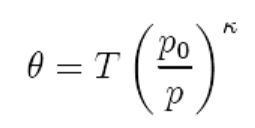 θ = T (p₀/p)^κ